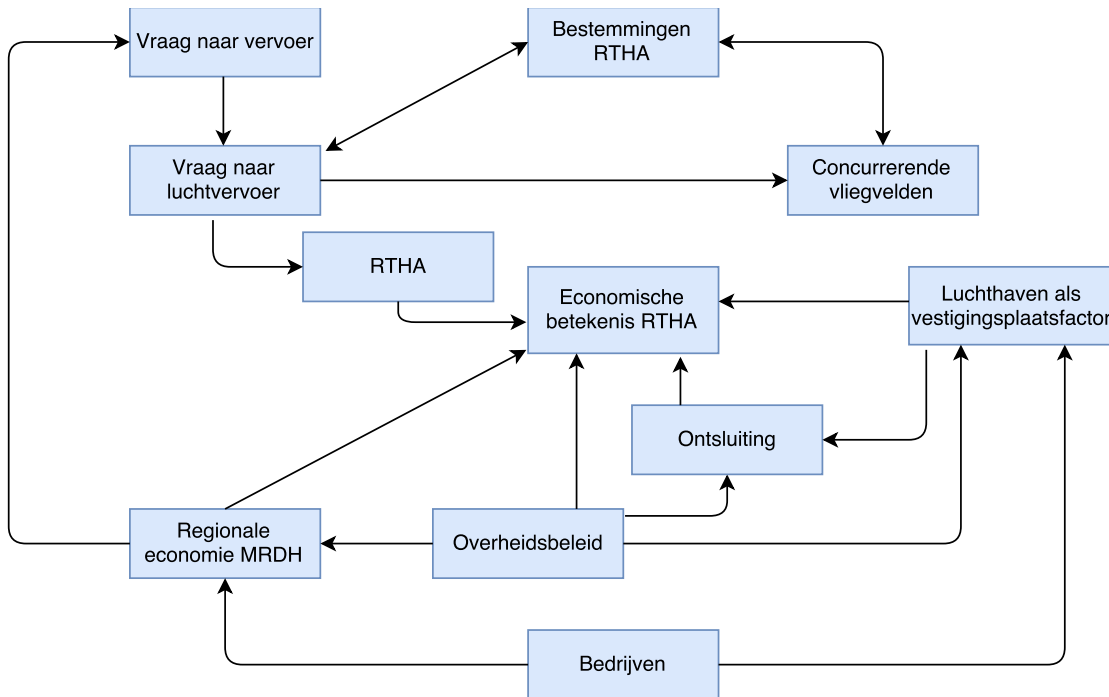 Vraag naar vervoer
Bestemmingen
RTHA
Vraag naar
luchtvervoer
Concurrerende
vliegvelden
RTHA
Economische
betekenis RTHA
Luchthaven als
vestigingsplaatsfactor
Ontsluiting
Regionale
economie MRDH
Overheidsbeleid
Bedrijven